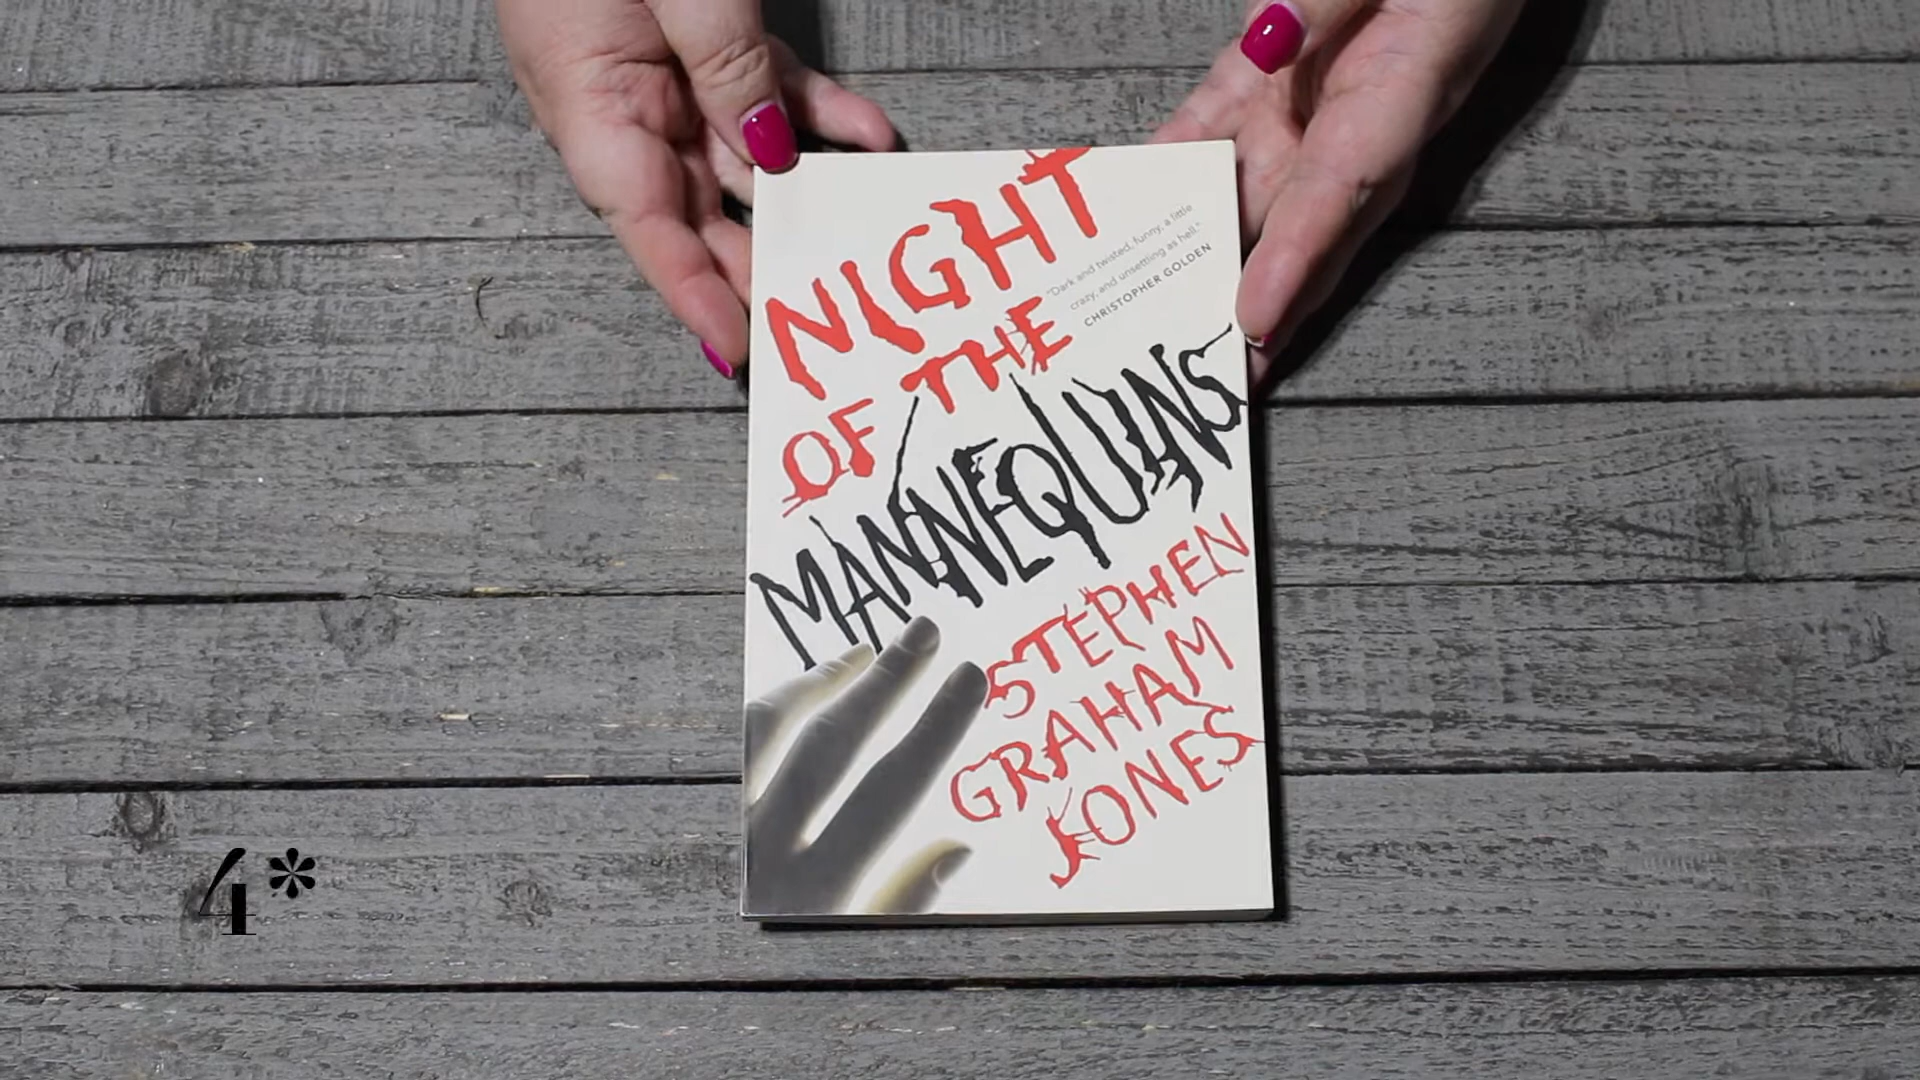 NIGHT
OF THE
"Dark and twisted, funny, a little
crazy, and unsettling as hell."
CHRISTOPHER GOLDEN
MANNEQUINS
STEPHEN
GRAHAM
JONES
4*